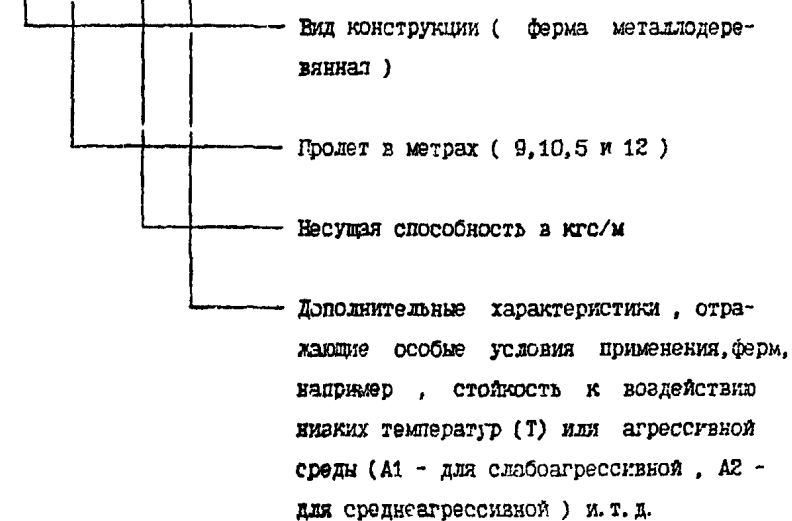 Вид конструкции ( ферма металлодере-
вянная )
Пролет в метрах ( 9,10,5 и 12 )
Несущая способность в кгс/м
Дополнительные характеристики , отра-
жающие особые условия применения,ферм,
например , стойкость к воздействию
низких температур (Т) или агрессивной
среды (А1 - для слабоагрессивной , А2 -
для среднеагрессивной ) и.т.д.